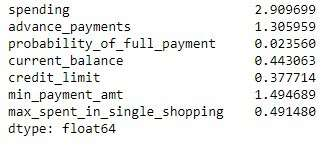 spending 2.909699
advance_payments 1.305959
probability_of_full_payment 0.023560
current_balance 0.443063
credit_limit 0.377714
min_payment_amt 1.494689
max_spent_in_single_shopping 0.491480
dtype: float64